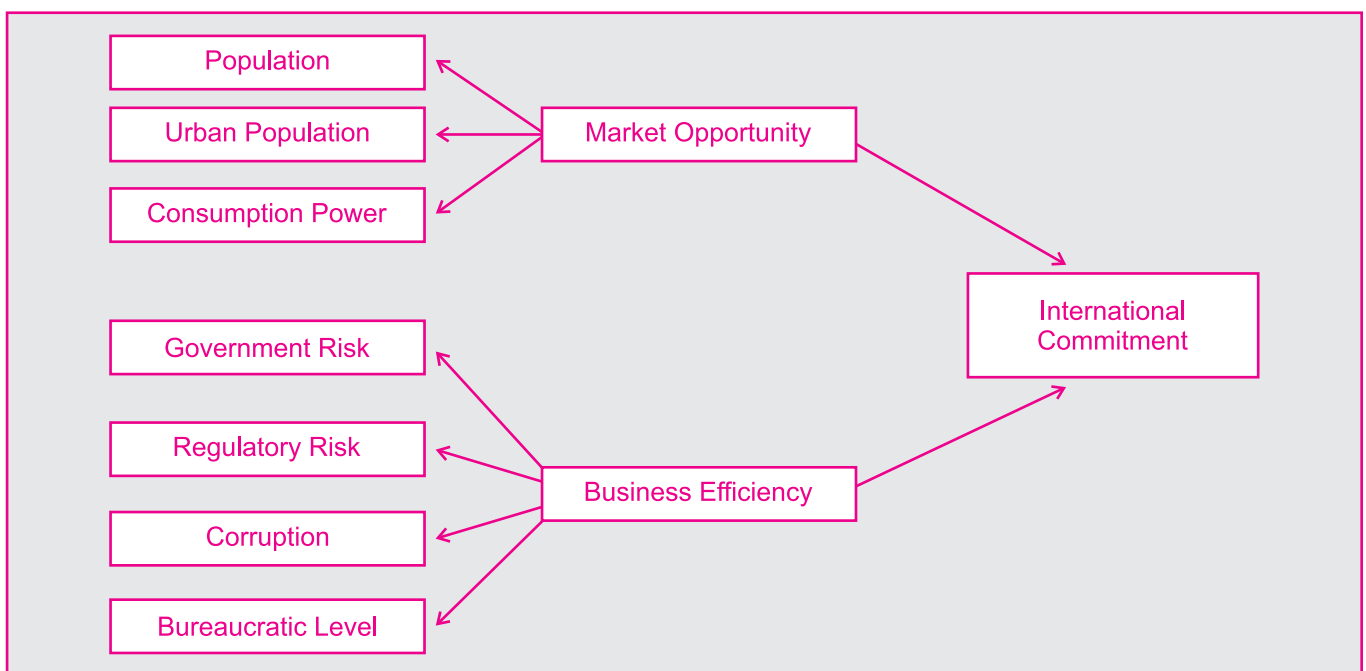 Population
Urban Population
Market Opportunity
Consumption Power
International
Commitment
Government Risk
Regulatory Risk
Business Efficiency
Corruption
Bureaucratic Level